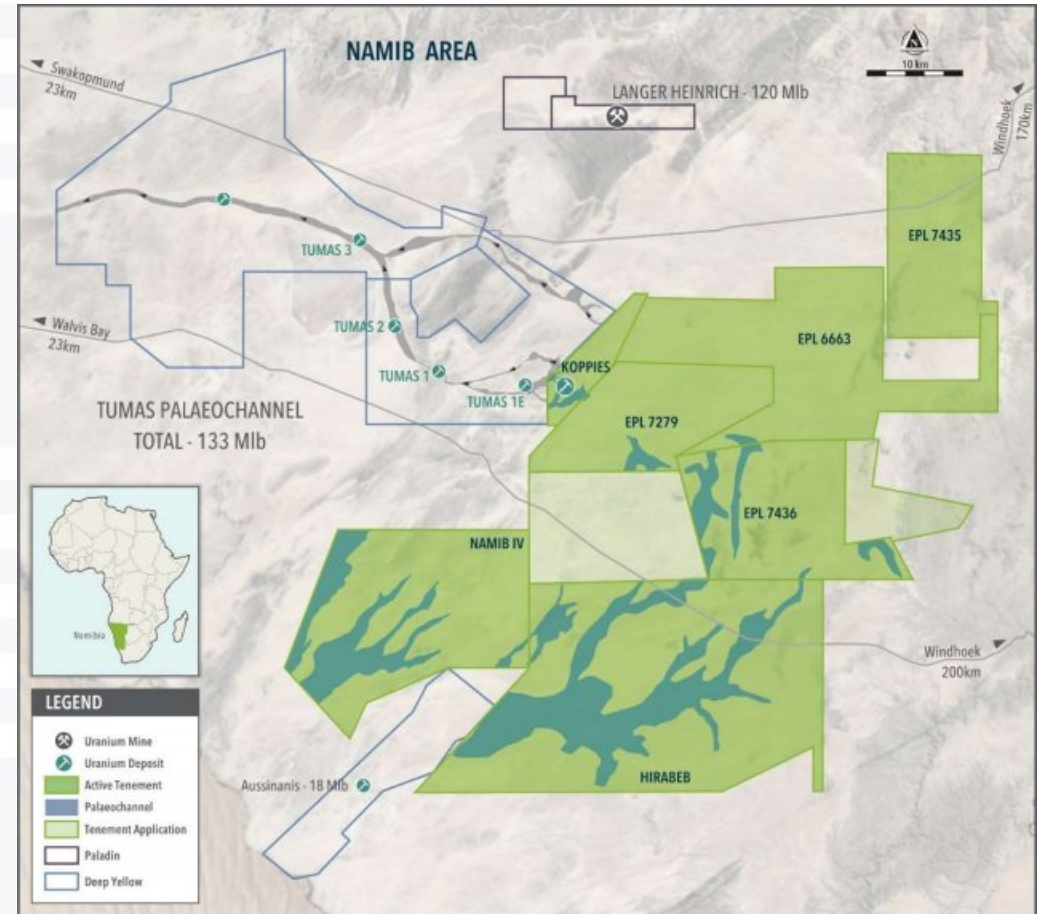 NAMIB AREA
10 km
Swakopmund
23km
LANGER HEINRICH - 120 Mlb
Windhoek
170km
EPL 7435
TUMAS 3
EPL 6663
TUMAS 2
Walvis Bay
23km
TUMAS 1
KOPPIES
TUMAS 1E
TUMAS PALAEOCHANNEL
TOTAL - 133 Mlb
EPL 7279
EPL 7436
NAMIB IV
Namibia
Windhoek
200km
LEGEND
Uranium Mine
Uranium Deposit
Active Tenement
Palaeochannel
Tenement Application
Paladin
Deep Yellow
Aussinanis - 18 Mlb
HIRABEB